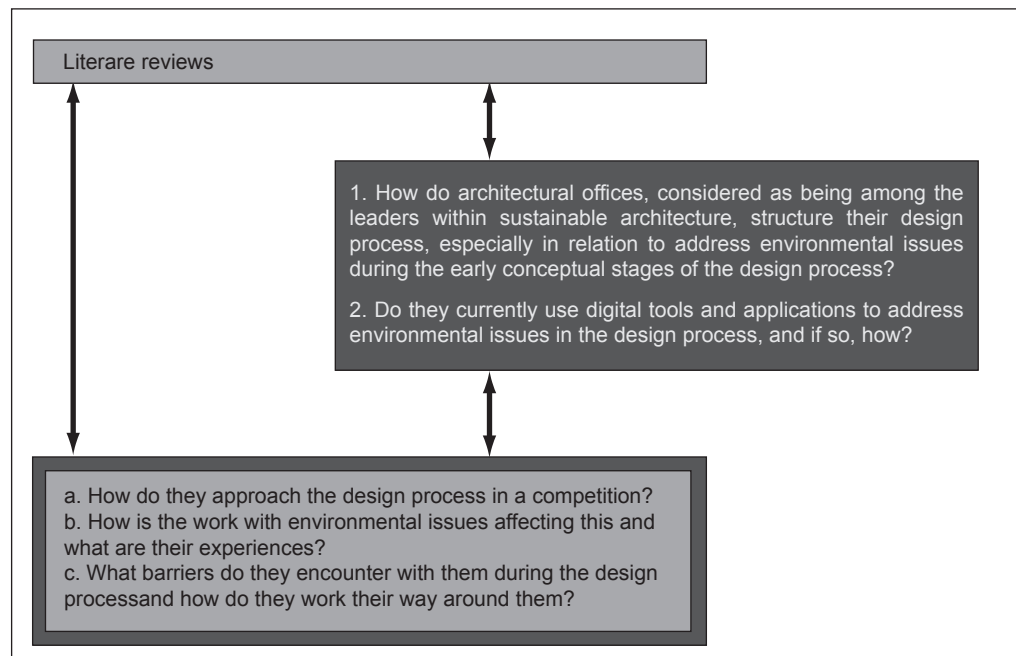 Literare reviews
1. How do architectural offices, considered as being among the
leaders within sustainable architecture, structure their design
process, especially in relation to address environmental issues
during the early conceptual stages of the design process?
2. Do they currently use digital tools and applications to address
environmental issues in the design process, and if so, how?
a. How do they approach the design process in a competition?
b. How is the work with environmental issues affecting this and
what are their experiences?
c. What barriers do they encounter with them during the design
processand how do they work their way around them?